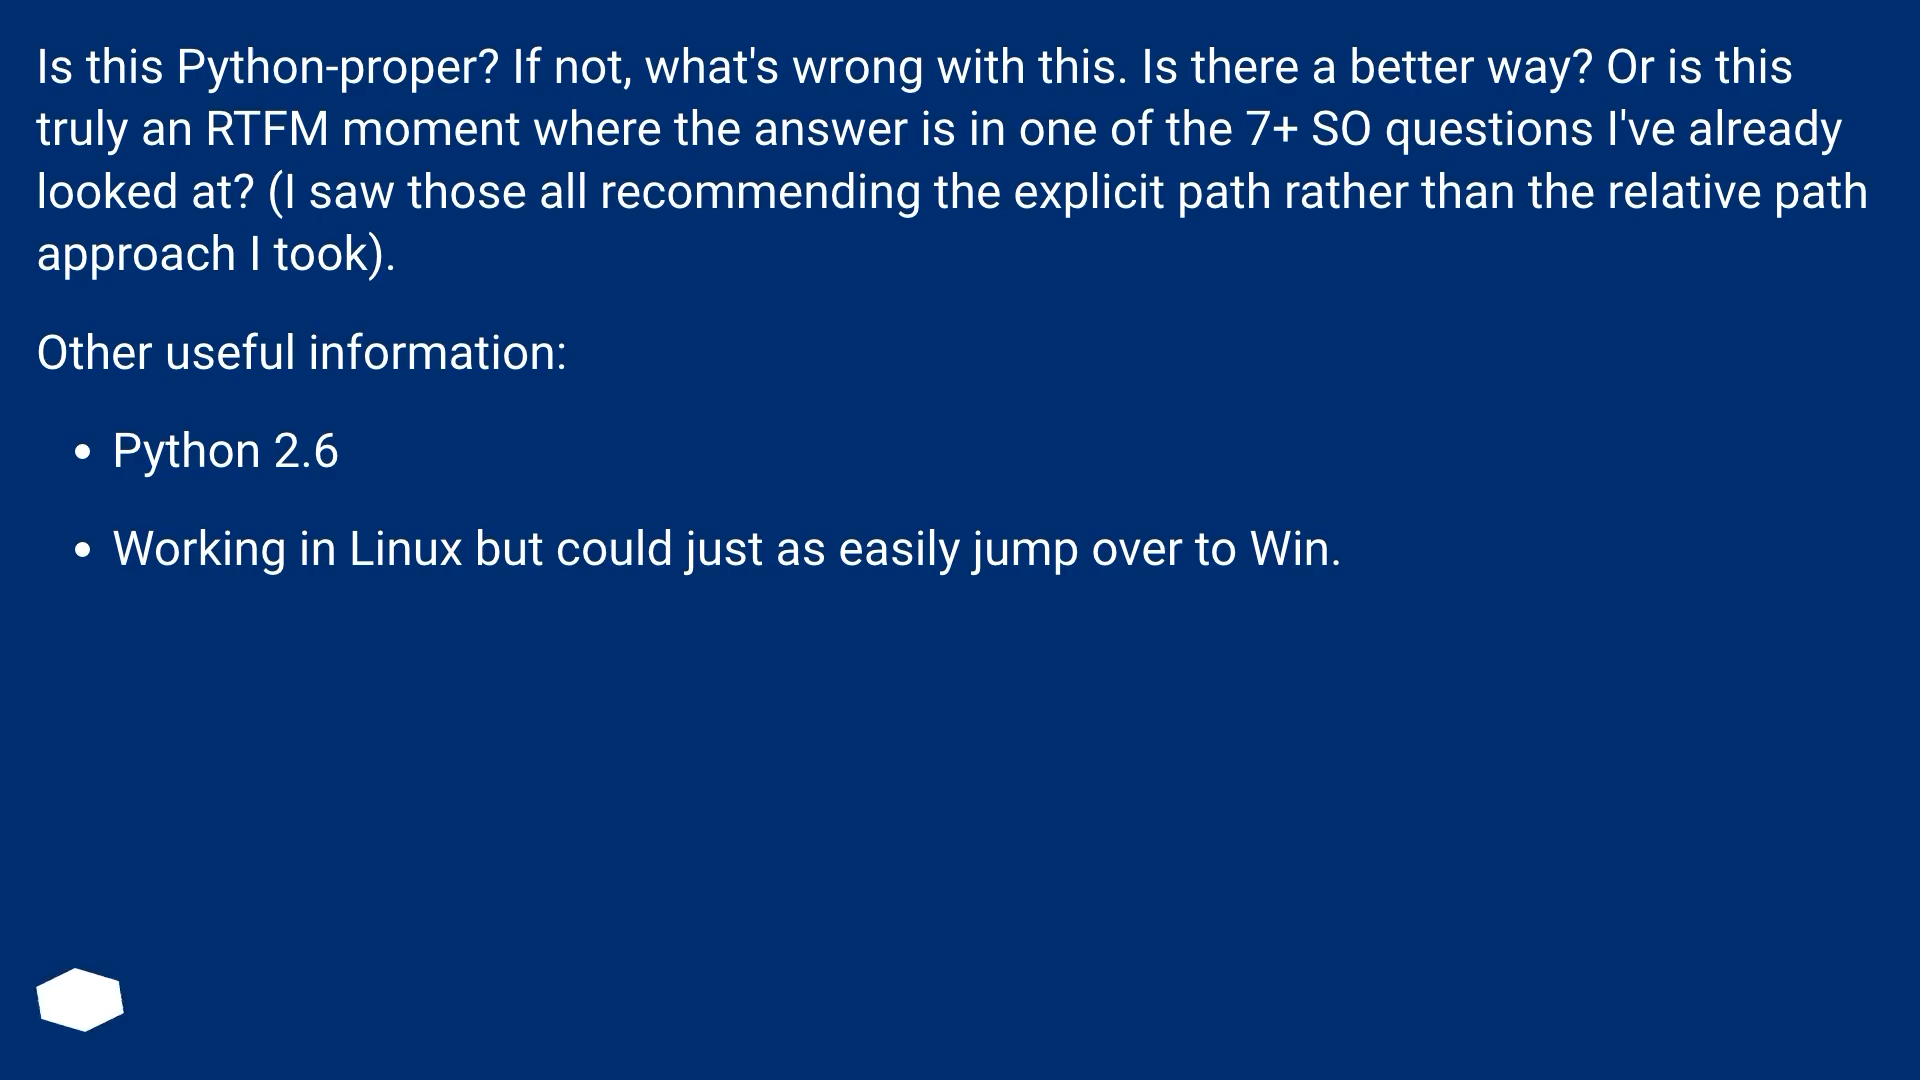 Is this Python-proper? If not, what's wrong with this. Is there a better way? Or is this
truly an RTFM moment where the answer is in one of the 7+ SO questions I've already
looked at? (I saw those all recommending the explicit path rather than the relative path
approach I took).
Other useful information:
• Python 2.6
• Working in Linux but could just as easily jump over to Win.